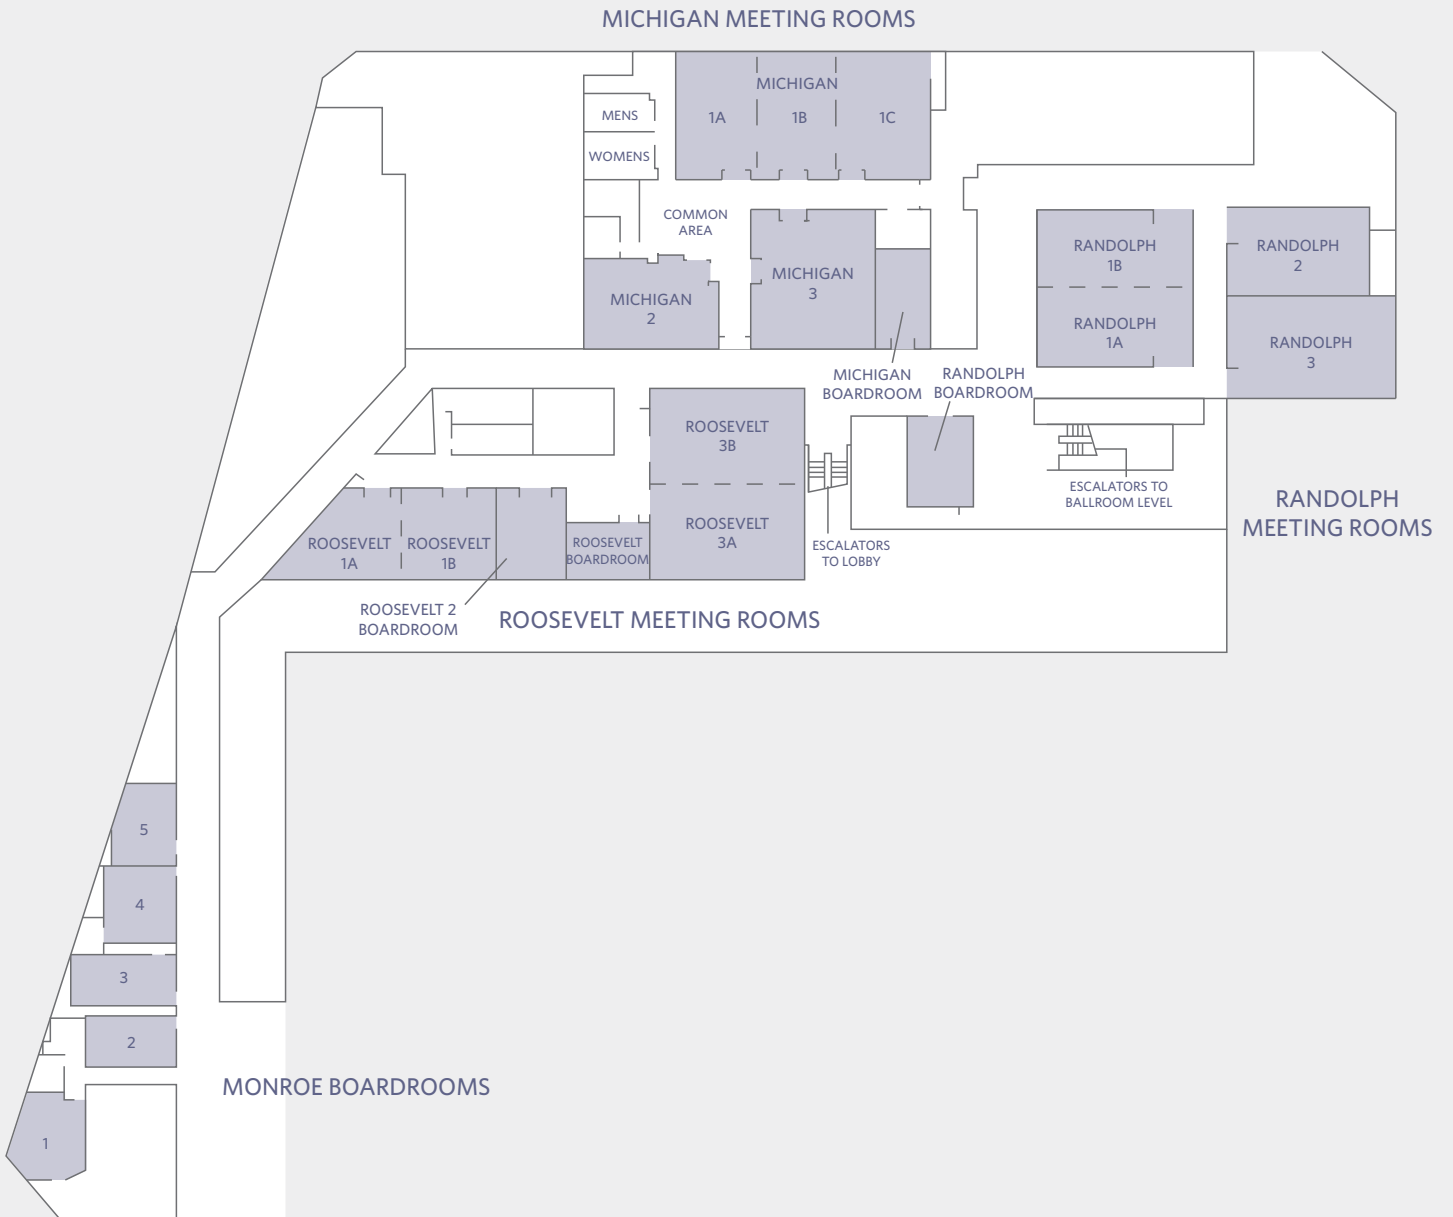 MICHIGAN MEETING ROOMS
MICHIGAN
1A
1B
1C
MENS
WOMENS
COMMON
AREA
MICHIGAN
2
MICHIGAN
3
RANDOLPH
1B
RANDOLPH
1A
RANDOLPH
2
RANDOLPH
3
MICHIGAN
BOARDROOM
RANDOLPH
BOARDROOM
ROOSEVELT
3B
ROOSEVELT
3A
ESCALATORS
TO LOBBY
ESCALATORS TO
BALLROOM LEVEL
RANDOLPH
MEETING ROOMS
ROOSEVELT
1A
ROOSEVELT
1B
ROOSEVELT
BOARDROOM
ROOSEVELT 2
BOARDROOM
ROOSEVELT MEETING ROOMS
5
4
3
2
1
MONROE BOARDROOMS